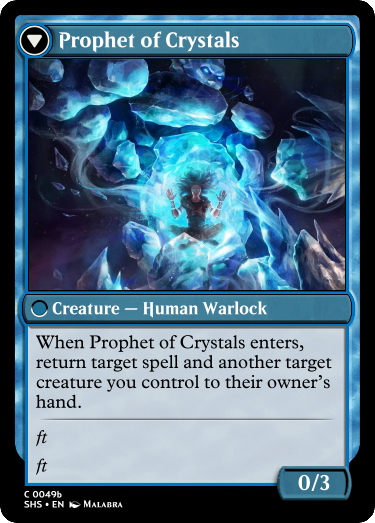 Prophet of Crystals
Creature — Human Warlock
When Prophet of Crystals enters,
return target spell and another target
creature you control to their owner's
hand.
ft
ft
0/3
C 0049b
SHS • EN Malabra